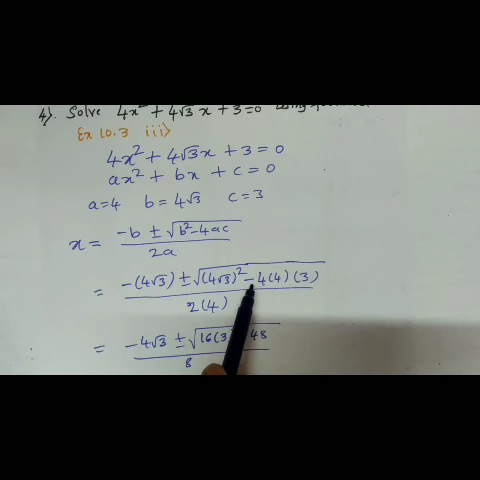 4). Solve 4x² + 4√3 x + 3 = 0 using
Ex 10.3 iii)
4x² + 4√3x + 3 = 0
ax² + bx + c = 0
a=4 b = 4√3 c = 3
x = (-b ± √(b²-4ac)) / 2a
= (-(4√3) ± √((4√3)² - 4(4)(3))) / 2(4)
= (-4√3 ± √(16(3) 48)) / 8